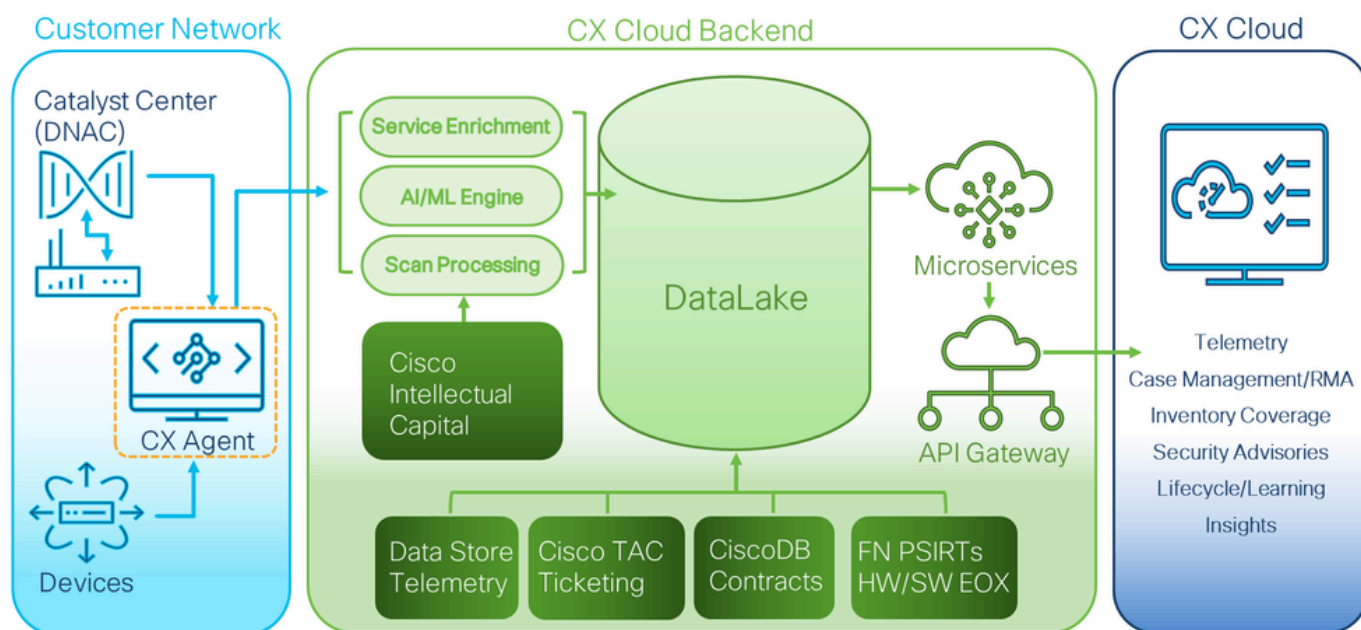 Customer Network
Catalyst Center
(DNAC)
CX Agent
Devices
CX Cloud Backend
Service Enrichment
AI/ML Engine
Scan Processing
Cisco
Intellectual
Capital
DataLake
Microservices
API Gateway
Data Store
Telemetry
Cisco TAC
Ticketing
CiscoDB
Contracts
FN PSIRTs
HW/SW EOX
CX Cloud
Telemetry
Case Management/RMA
Inventory Coverage
Security Advisories
Lifecycle/Learning
Insights